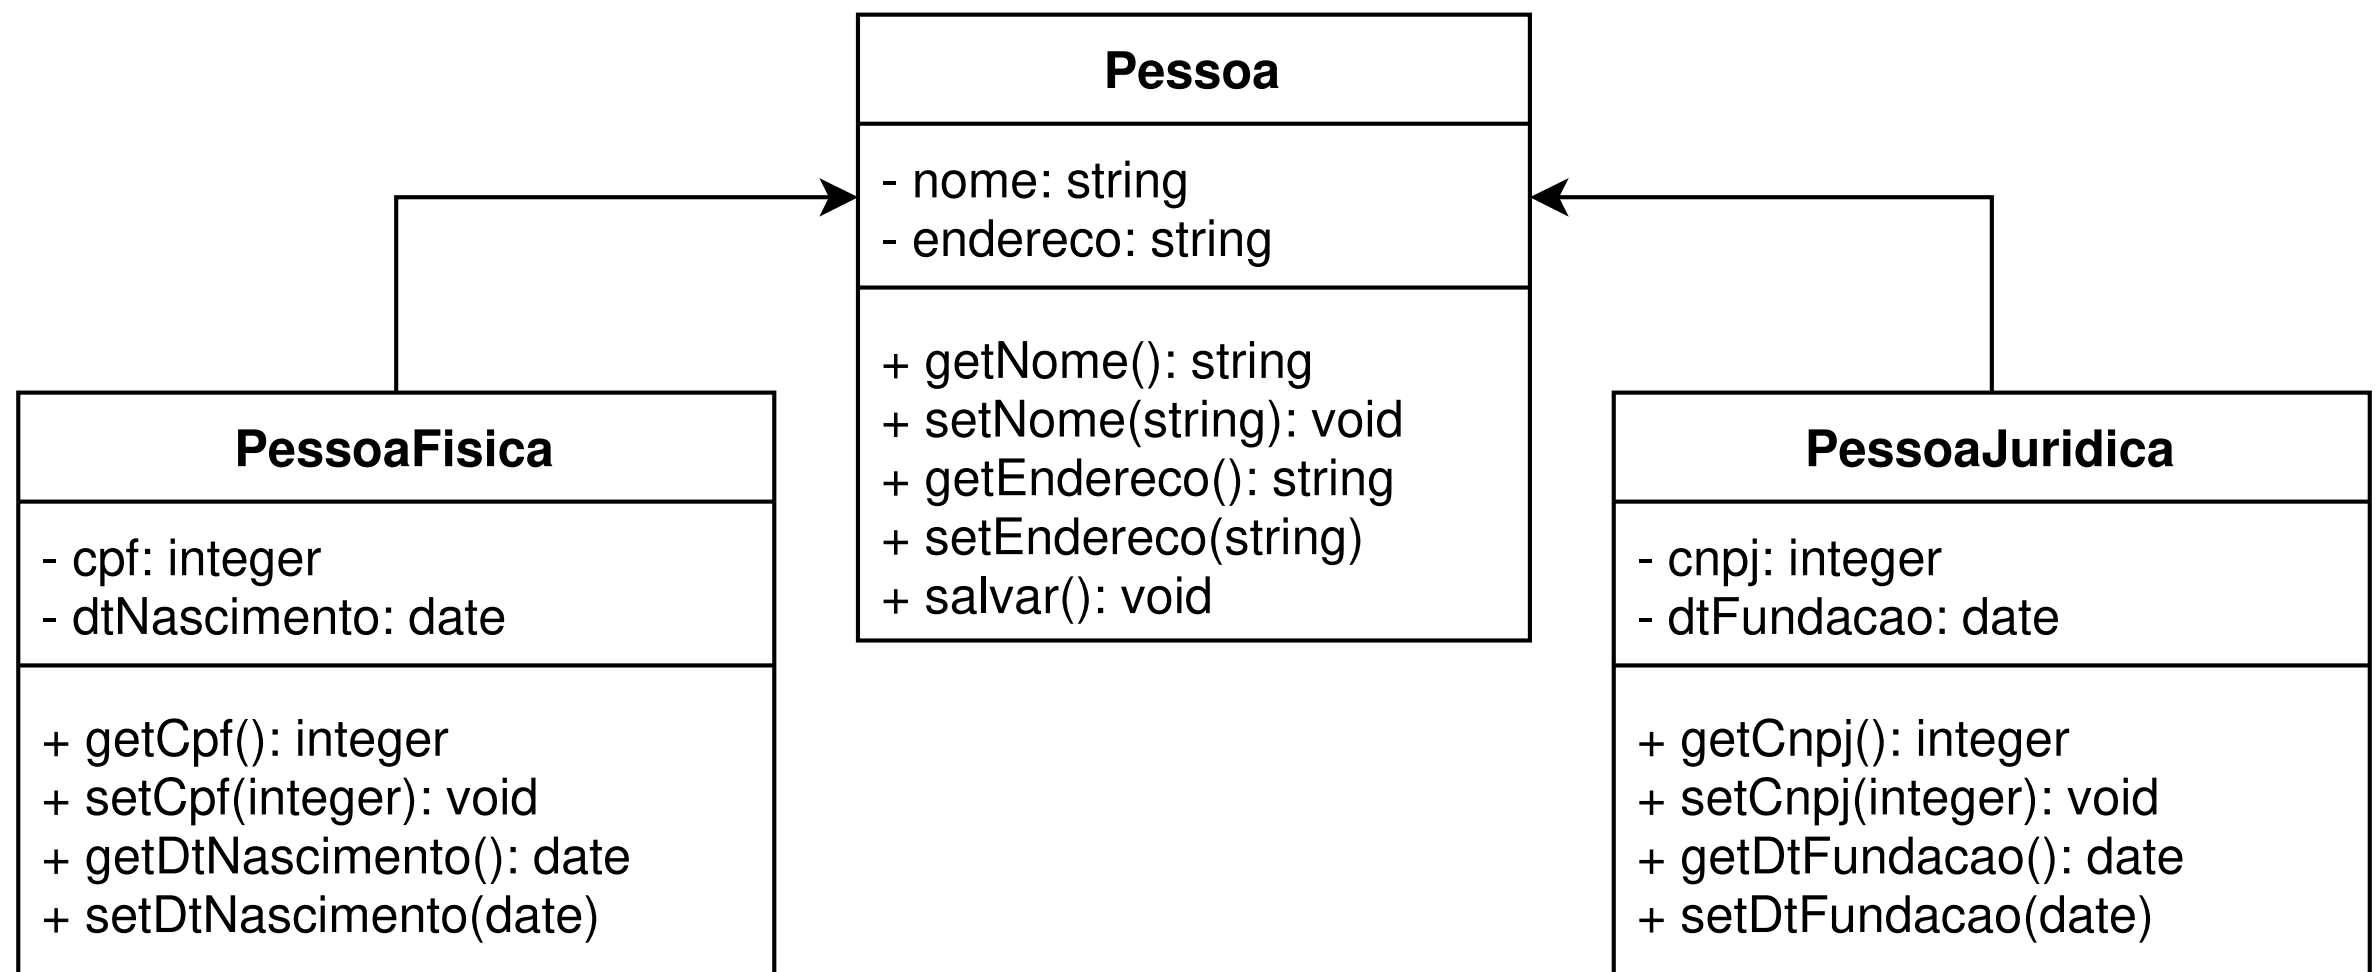 Pessoa
- nome: string
- endereco: string
+ getNome(): string
+ setNome(string): void
+ getEndereco(): string
+ setEndereco(string)
+ salvar(): void
PessoaFisica
- cpf: integer
- dtNascimento: date
+ getCpf(): integer
+ setCpf(integer): void
+ getDtNascimento(): date
+ setDtNascimento(date)
PessoaJuridica
- cnpj: integer
- dtFundacao: date
+ getCnpj(): integer
+ setCnpj(integer): void
+ getDtFundacao(): date
+ setDtFundacao(date)